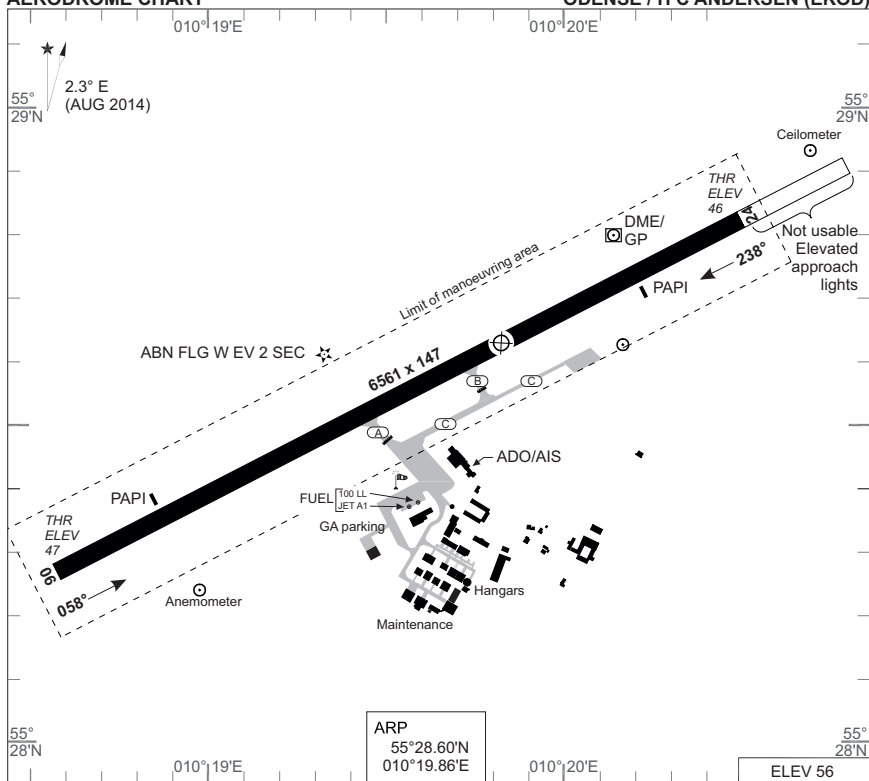 AERODROME CHART
ODENSE / H C ANDERSEN (EKOD)
010°19'E
010°20'E
2.3° E
(AUG 2014)
55°
29'N
55°
29'N
Ceilometer
THR
ELEV
46
24
DME/
GP
Not usable
Elevated
approach
lights
238°
PAPI
Limit of manoeuvring area
ABN FLG W EV 2 SEC
6561 x 147
B
C
C
A
ADO/AIS
PAPI
FUEL
100 LL
JET A1
GA parking
THR
ELEV
47
06
058°
Anemometer
Hangars
Maintenance
55°
28'N
55°
28'N
ARP
55°28.60'N
010°19.86'E
010°19'E
010°20'E
ELEV 56